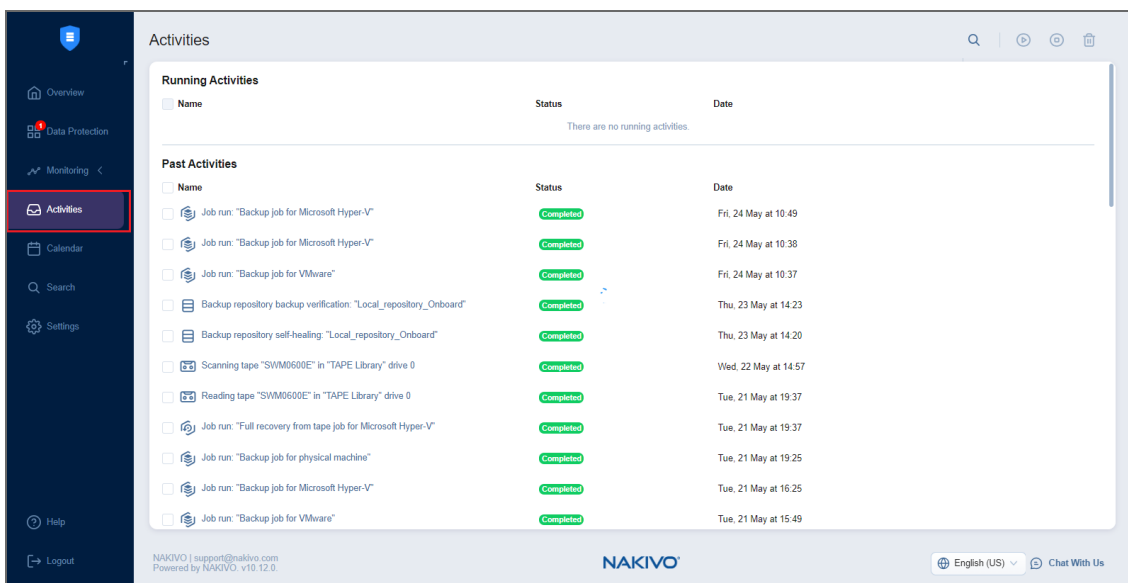 Activities
Overview
1
Data Protection
Monitoring
Activities
Calendar
Search
Settings
Help
Logout
Running Activities
Name Status Date
There are no running activities.
Past Activities
Name Status Date
Job run: "Backup job for Microsoft Hyper-V" Completed Fri, 24 May at 10:49
Job run: "Backup job for Microsoft Hyper-V" Completed Fri, 24 May at 10:38
Job run: "Backup job for VMware" Completed Fri, 24 May at 10:37
Backup repository backup verification: "Local_repository_Onboard" Completed Thu, 23 May at 14:23
Backup repository self-healing: "Local_repository_Onboard" Completed Thu, 23 May at 14:20
Scanning tape "SWM0600E" in "TAPE Library" drive 0 Completed Wed, 22 May at 14:57
Reading tape "SWM0600E" in "TAPE Library" drive 0 Completed Tue, 21 May at 19:37
Job run: "Full recovery from tape job for Microsoft Hyper-V" Completed Tue, 21 May at 19:37
Job run: "Backup job for physical machine" Completed Tue, 21 May at 19:25
Job run: "Backup job for Microsoft Hyper-V" Completed Tue, 21 May at 16:25
Job run: "Backup job for VMware" Completed Tue, 21 May at 15:49
NAKIVO | support@nakivo.com
Powered by NAKIVO. v10.12.0.
NAKIVO®
English (US)
Chat With Us